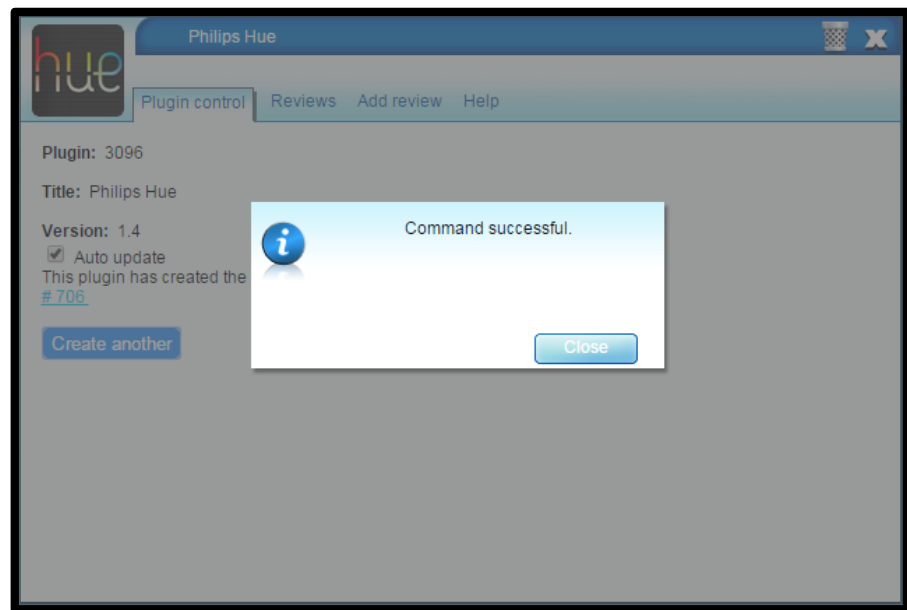 hue
Philips Hue
Plugin control
Reviews
Add review
Help
Plugin: 3096
Title: Philips Hue
Version: 1.4
Auto update
This plugin has created the
# 706
Create another
Command successful.
Close